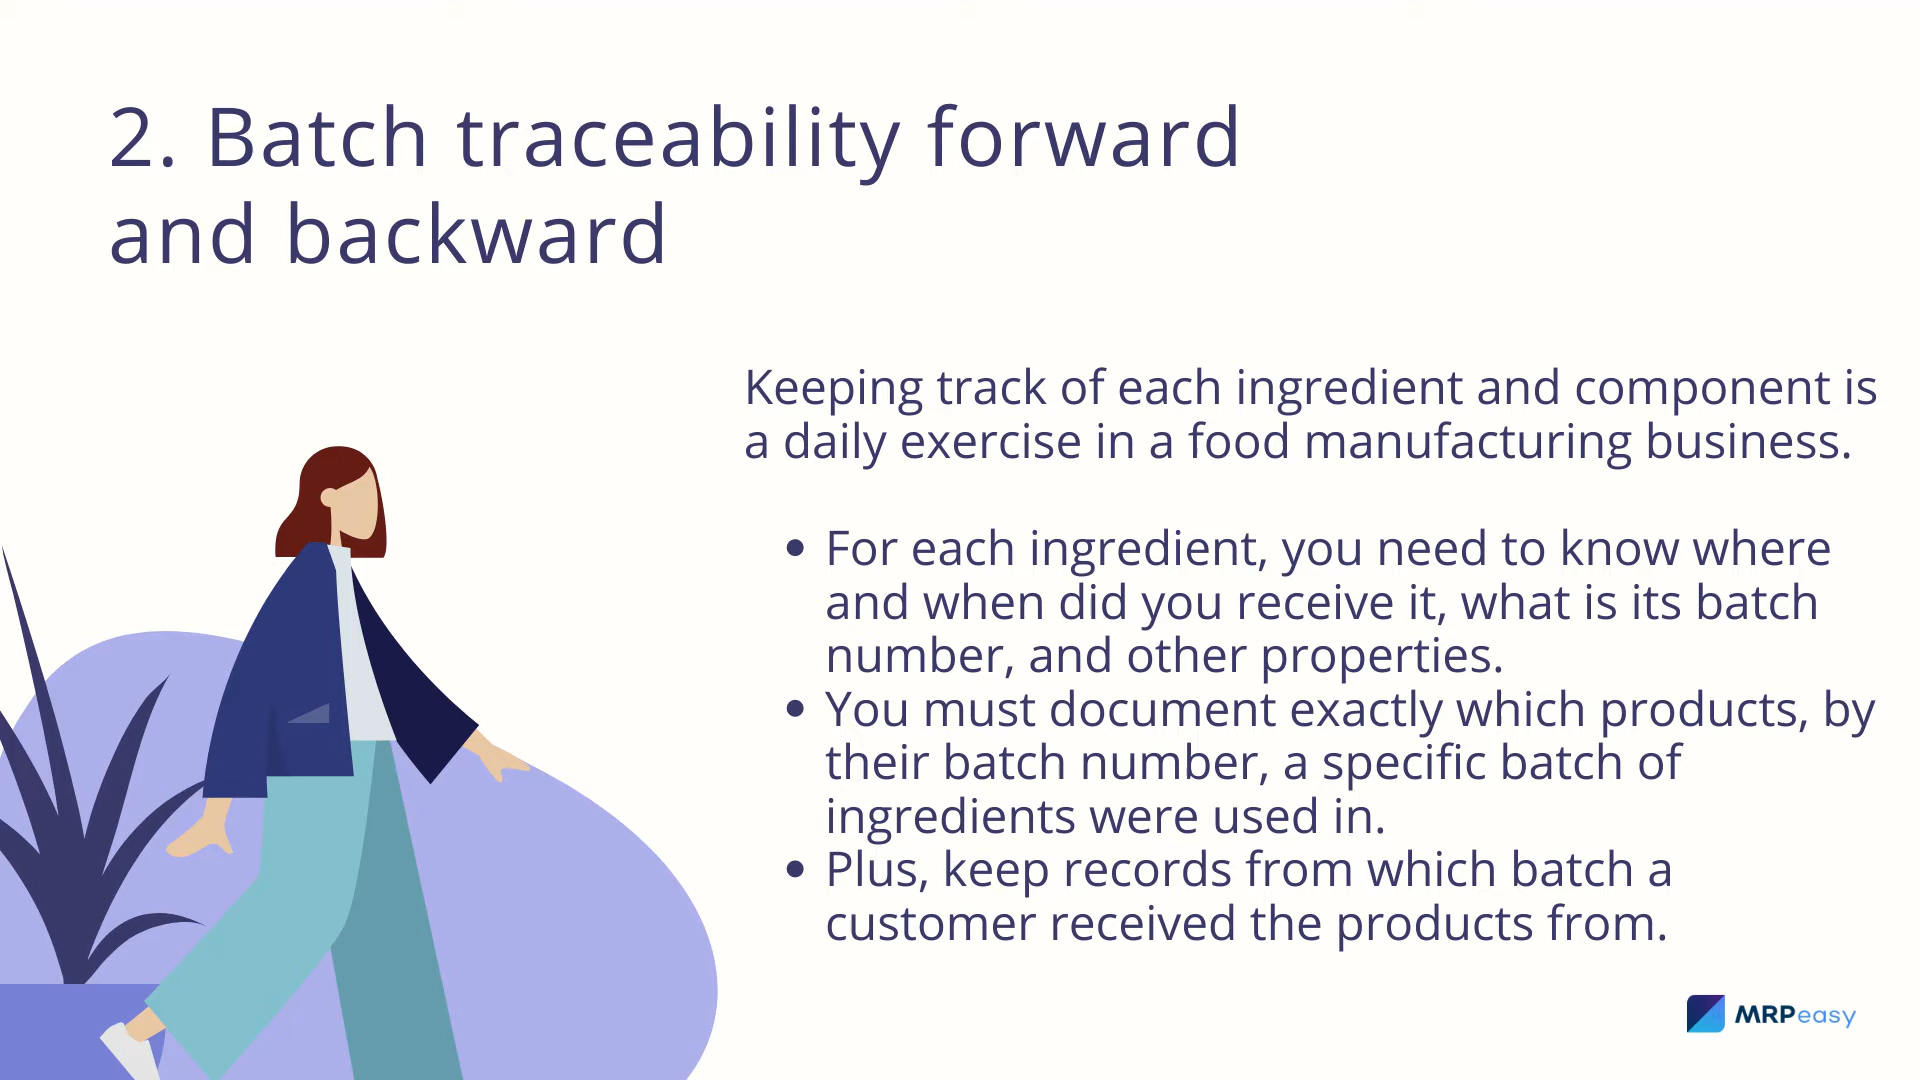 2. Batch traceability forward
and backward
Keeping track of each ingredient and component is
a daily exercise in a food manufacturing business.
• For each ingredient, you need to know where
and when did you receive it, what is its batch
number, and other properties.
• You must document exactly which products, by
their batch number, a specific batch of
ingredients were used in.
• Plus, keep records from which batch a
customer received the products from.
MRPeasy